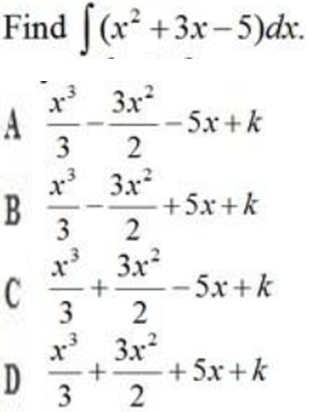 Find ∫(x² + 3x − 5)dx.
A x³/3 − 3x²/2 − 5x + k
B x³/3 − 3x²/2 + 5x + k
C x³/3 + 3x²/2 − 5x + k
D x³/3 + 3x²/2 + 5x + k